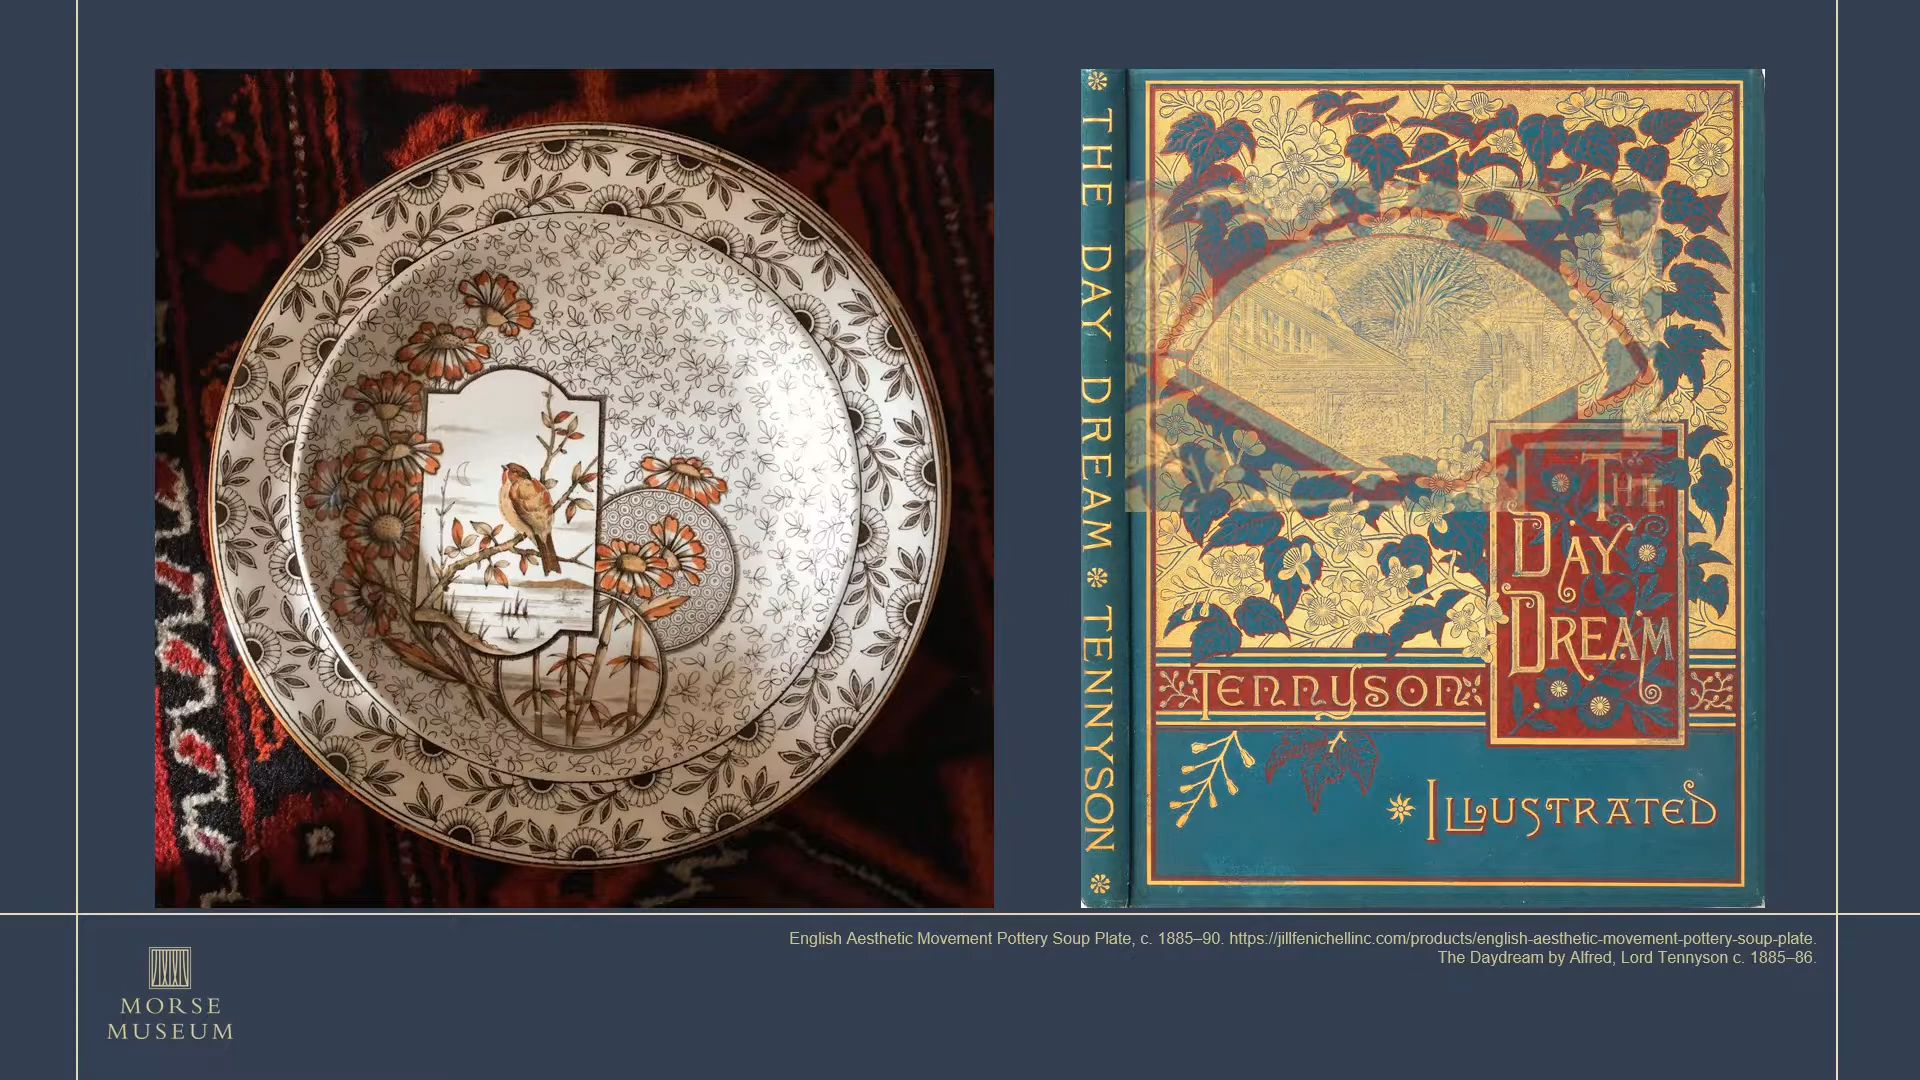 THE DAY DREAM TENNYSON
THE
DAY
DREAM
TENNYSON
ILLUSTRATED
English Aesthetic Movement Pottery Soup Plate, c. 1885–90. https://jillfenichellinc.com/products/english-aesthetic-movement-pottery-soup-plate.
The Daydream by Alfred, Lord Tennyson c. 1885–86.
MORSE
MUSEUM